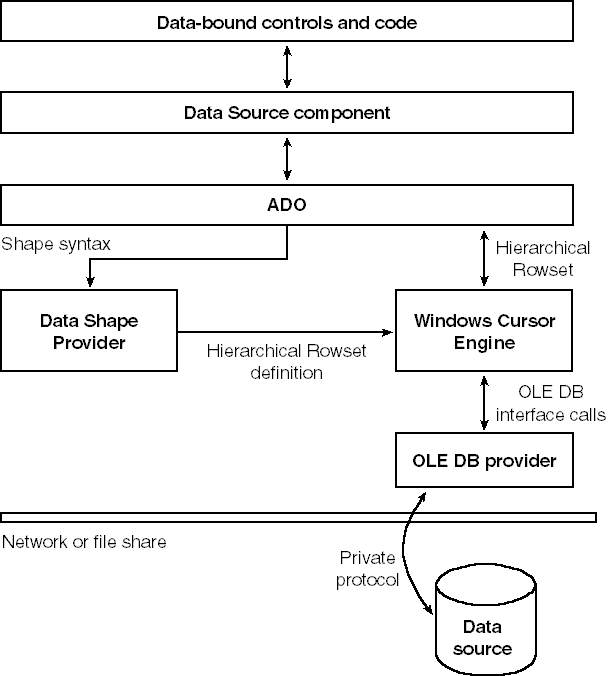 Data-bound controls and code
Data Source component
ADO
Shape syntax
Hierarchical
Rowset
Data Shape
Provider
Hierarchical Rowset
definition
Windows Cursor
Engine
OLE DB
interface calls
OLE DB provider
Network or file share
Private
protocol
Data
source